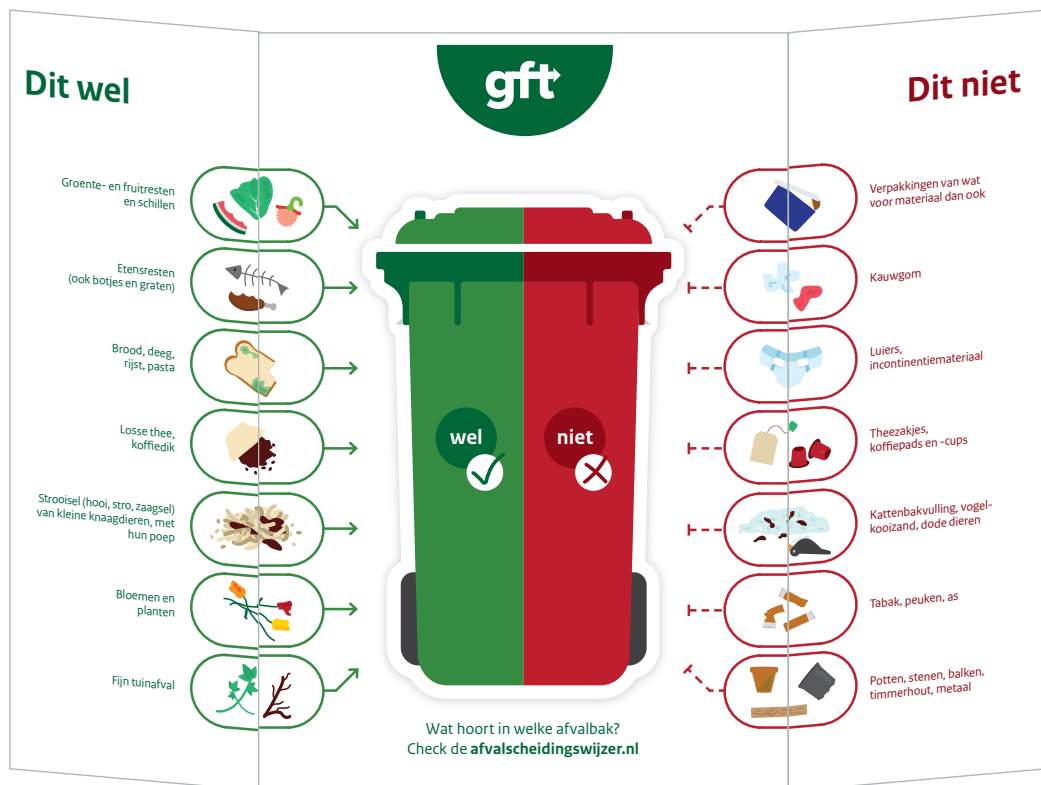 gft
Dit wel
Groente- en fruitresten
en schillen
Etensresten
(ook botjes en graten)
Brood, deeg,
rijst, pasta
Losse thee,
koffiedik
Strooisel (hooi, stro, zaagsel)
van kleine knaagdieren, met
hun poep
Bloemen en
planten
Fijn tuinafval
wel
niet
Dit niet
Verpakkingen van wat
voor materiaal dan ook
Kauwgom
Luiers,
incontinentiemateriaal
Theezakjes,
koffiepads en -cups
Kattenbakvulling, vogel-
kooizand, dode dieren
Tabak, peuken, as
Potten, stenen, balken,
timmerhout, metaal
Wat hoort in welke afvalbak?
Check de afvalscheidingswijzer.nl